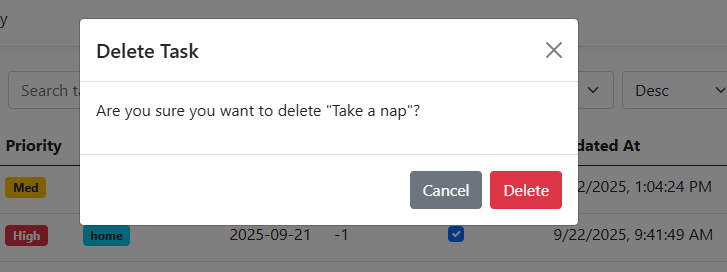 y
Delete Task
Search ta
Desc
Are you sure you want to delete "Take a nap"?
Priority
dated At
Med
2/2025, 1:04:24 PM
Cancel
Delete
High
home
2025-09-21
-1
9/22/2025, 9:41:49 AM